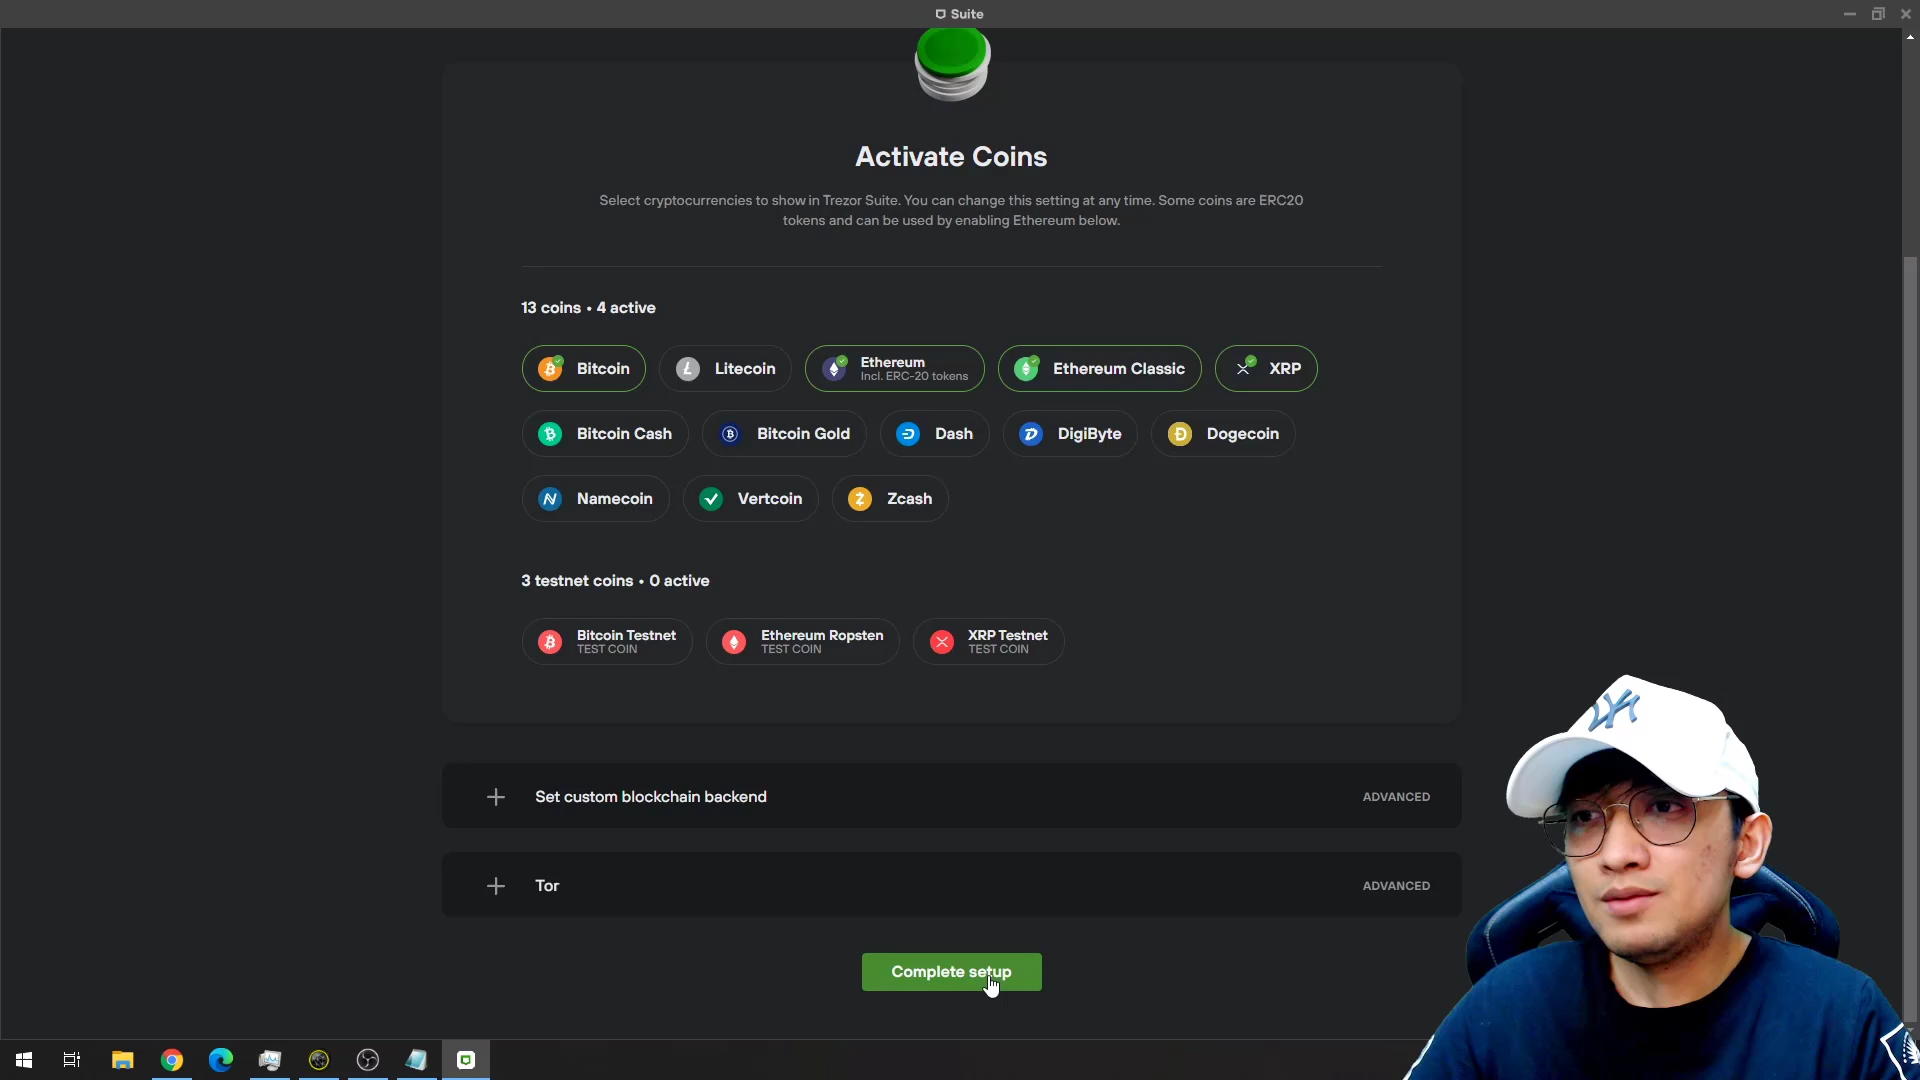 Suite
Activate Coins
Select cryptocurrencies to show in Trezor Suite. You can change this setting at any time. Some coins are ERC20
tokens and can be used by enabling Ethereum below.
13 coins • 4 active
Bitcoin
Litecoin
Ethereum
Incl. ERC-20 tokens
Ethereum Classic
XRP
Bitcoin Cash
Bitcoin Gold
Dash
DigiByte
Dogecoin
Namecoin
Vertcoin
Zcash
3 testnet coins • 0 active
Bitcoin Testnet
TEST COIN
Ethereum Ropsten
TEST COIN
XRP Testnet
TEST COIN
Set custom blockchain backend
ADVANCED
Tor
ADVANCED
Complete setup